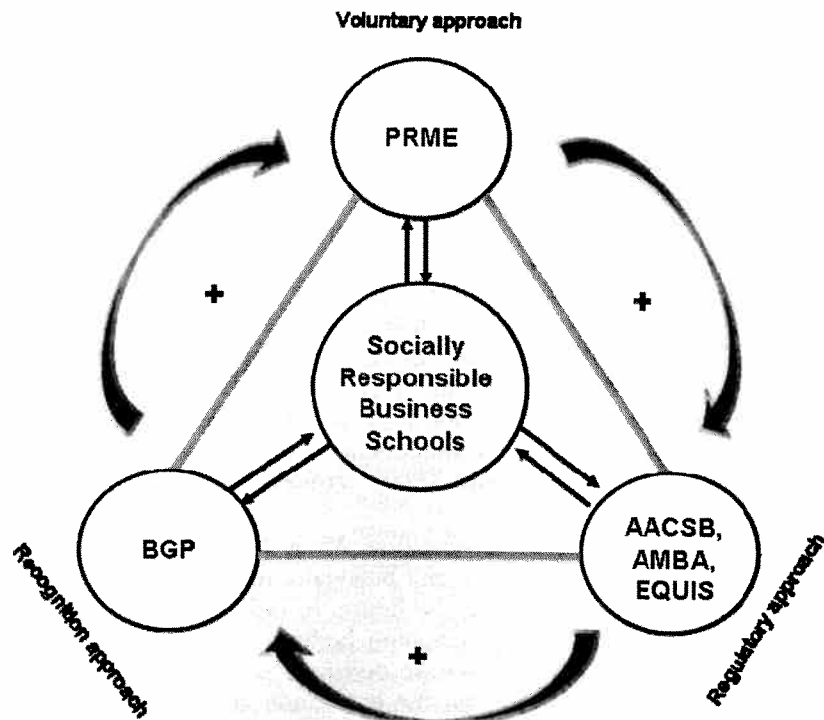 Voluntary approach
PRME
+
+
Socially
Responsible
Business
Schools
BGP
AACSB,
AMBA,
EQUIS
+
Recognition approach
Regulatory approach